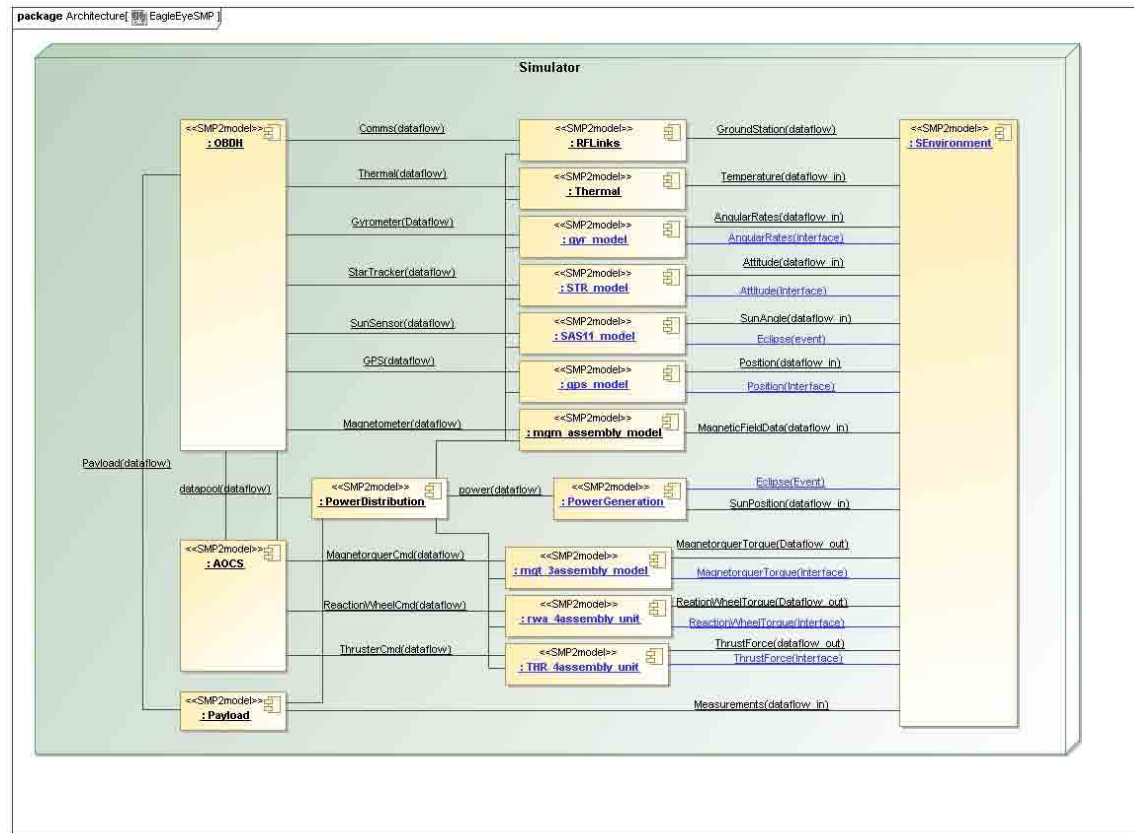 package Architecture[ EagleEyeSMP ]
Simulator
<<SMP2model>>
: OBDH
Comms(dataflow)
<<SMP2model>>
: RFLinks
GroundStation(dataflow)
<<SMP2model>>
: SEnvironment
Thermal(dataflow)
<<SMP2model>>
: Thermal
Temperature(dataflow_in)
Gyrometer(Dataflow)
<<SMP2model>>
: gyr_model
AngularRates(dataflow_in)
AngularRates(Interface)
StarTracker(dataflow)
<<SMP2model>>
: STR_model
Attitude(dataflow_in)
Attitude(Interface)
SunSensor(dataflow)
<<SMP2model>>
: SAS11_model
SunAngle(dataflow_in)
Eclipse(event)
GPS(dataflow)
<<SMP2model>>
: gps_model
Position(dataflow_in)
Position(Interface)
Magnetometer(dataflow)
<<SMP2model>>
: mgm_assembly_model
MagneticFieldData(dataflow_in)
Payload(dataflow)
datapool(dataflow)
<<SMP2model>>
: PowerDistribution
power(dataflow)
<<SMP2model>>
: PowerGeneration
Eclipse(Event)
SunPosition(dataflow_in)
<<SMP2model>>
: AOCS
MagnetorquerCmd(dataflow)
<<SMP2model>>
: mgt_3assembly_model
MagnetorquerTorque(Dataflow_out)
MagnetorquerTorque(Interface)
ReactionWheelCmd(dataflow)
<<SMP2model>>
: rwa_4assembly_unit
ReationWheelTorque(Dataflow_out)
ReactionWheelTorque(Interface)
ThrusterCmd(dataflow)
<<SMP2model>>
: THR_4assembly_unit
ThrustForce(dataflow_out)
ThrustForce(Interface)
<<SMP2model>>
: Payload
Measurements(dataflow_in)